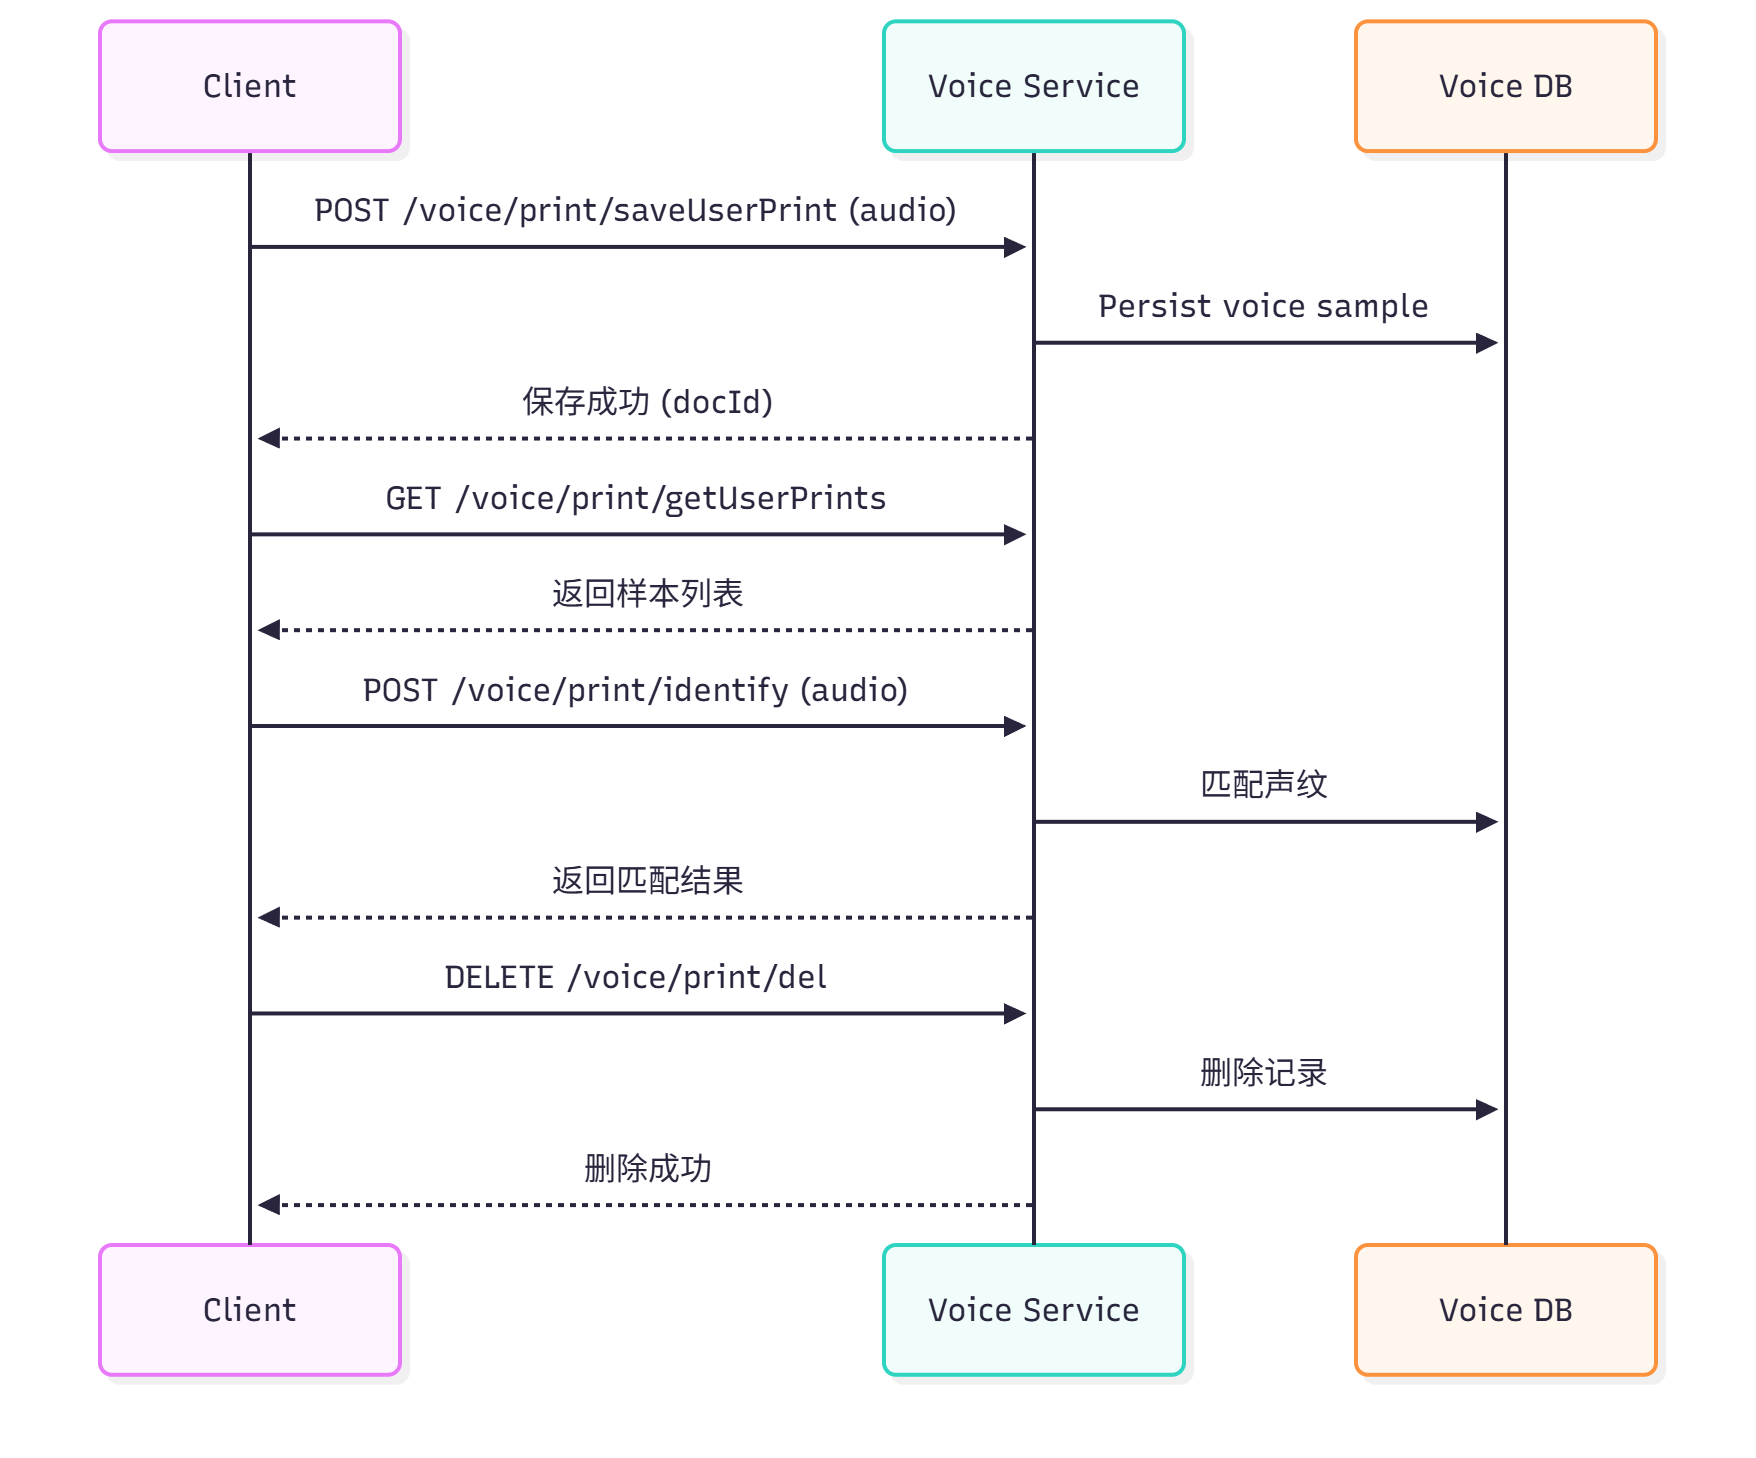 Client
Voice Service
Voice DB
POST /voice/print/saveUserPrint (audio)
Persist voice sample
保存成功 (docId)
GET /voice/print/getUserPrints
返回样本列表
POST /voice/print/identify (audio)
匹配声纹
返回匹配结果
DELETE /voice/print/del
删除记录
删除成功
Client
Voice Service
Voice DB